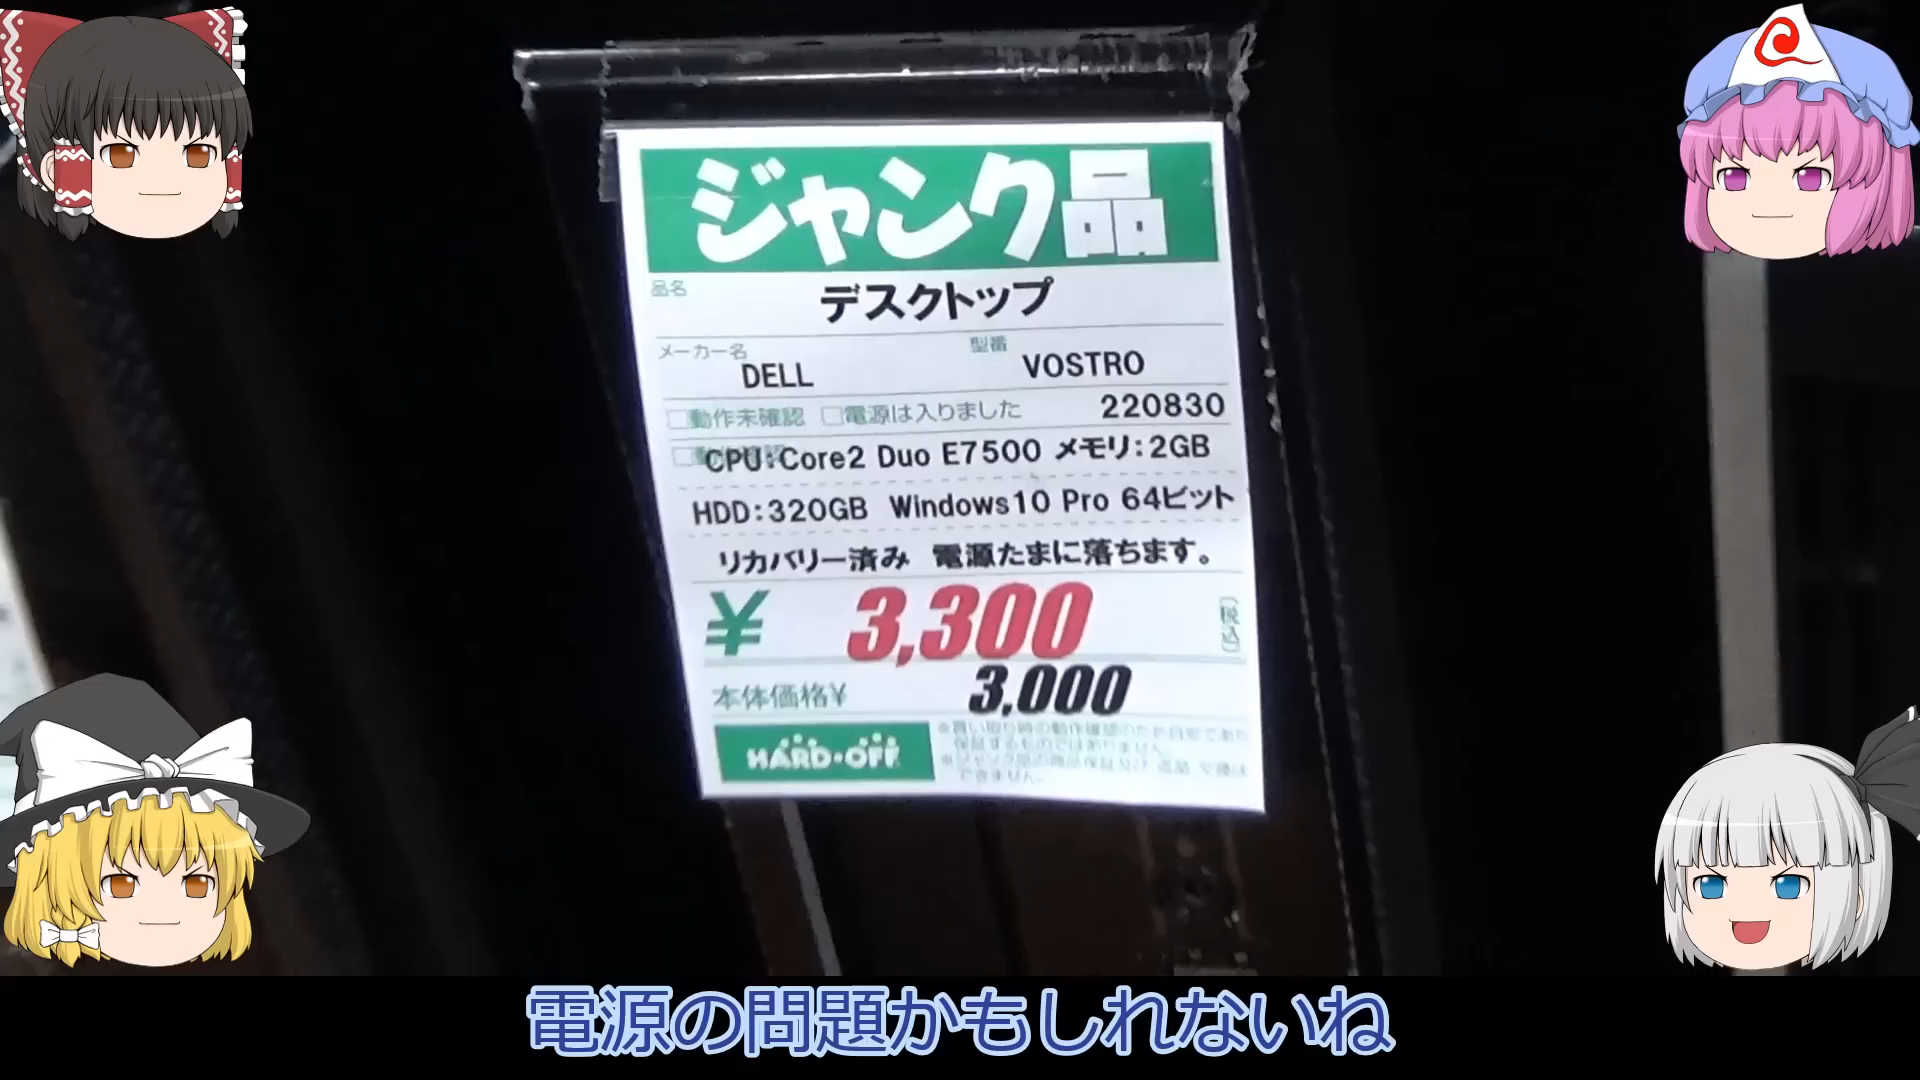 ジャンク品
品名
デスクトップ
メーカー名
DELL
型番
VOSTRO
□動作未確認 □電源は入りました 220830
CPU:Core2 Duo E7500 メモリ:2GB
HDD:320GB Windows10 Pro 64ビット
リカバリー済み 電源たまに落ちます。
¥ 3,300 (税込)
本体価格¥ 3,000
HARD・OFF
電源の問題かもしれないね